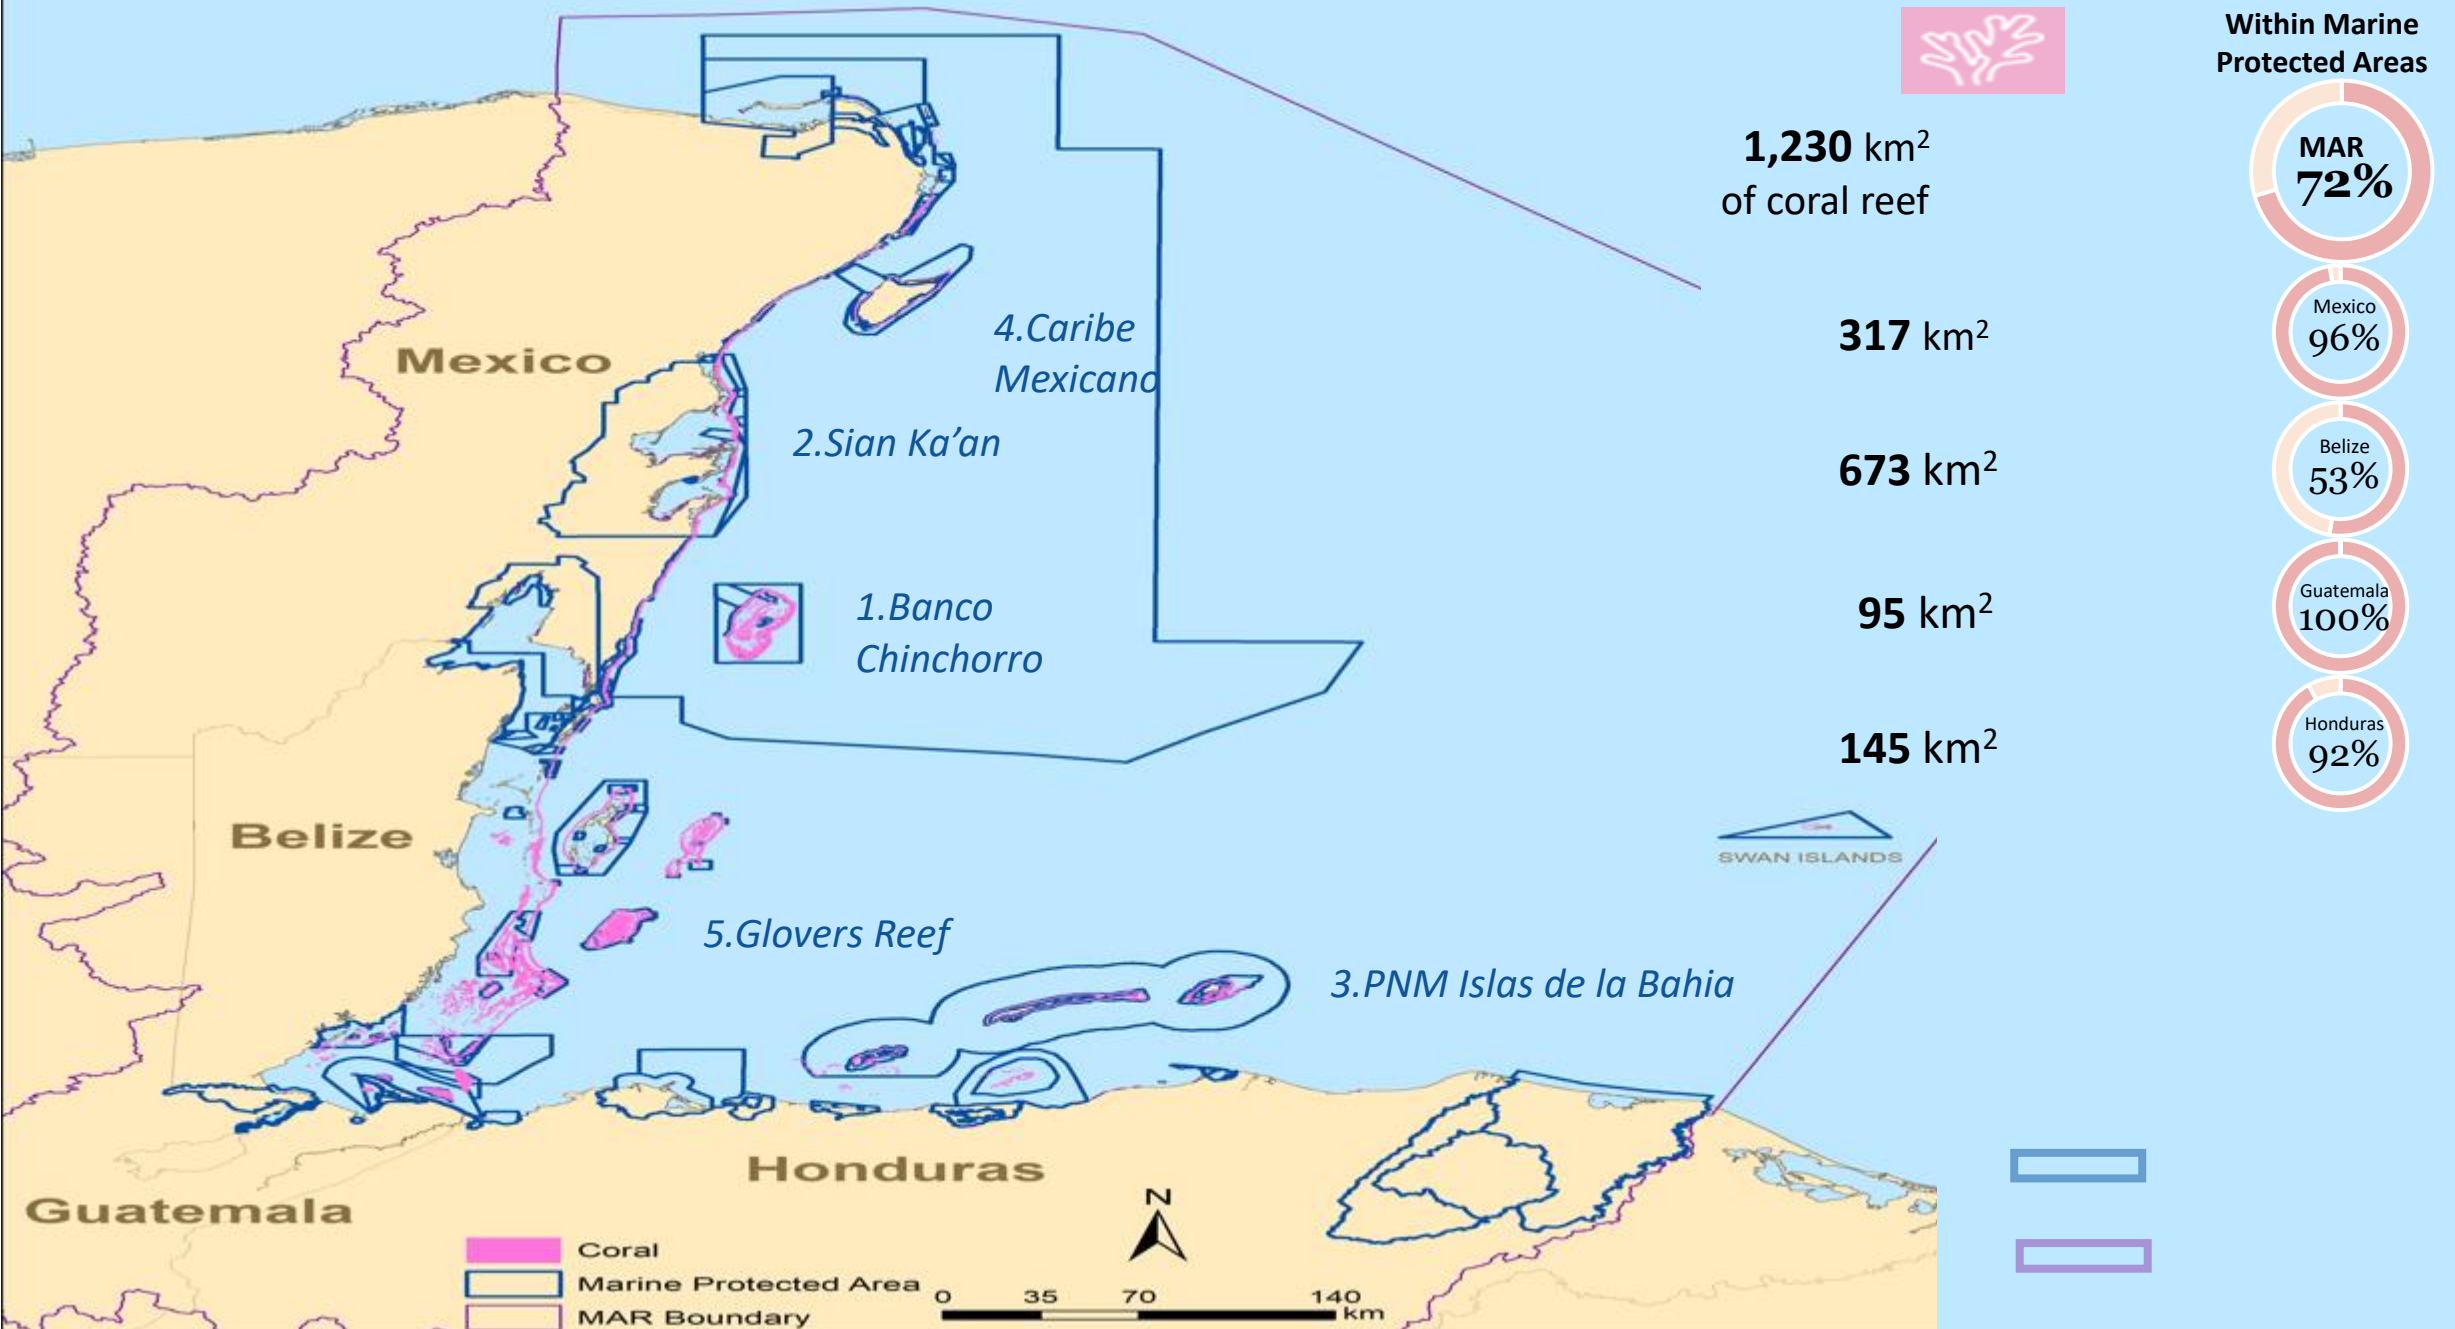 Within Marine
Protected Areas
1,230 km²
of coral reef
MAR
72%
317 km²
Mexico
96%
673 km²
Belize
53%
95 km²
Guatemala
100%
145 km²
Honduras
92%
Mexico
4.Caribe
Mexicano
2.Sian Ka’an
1.Banco
Chinchorro
Belize
SWAN ISLANDS
5.Glovers Reef
3.PNM Islas de la Bahia
Honduras
Guatemala
N
Coral
Marine Protected Area
MAR Boundary
0 35 70 140
km